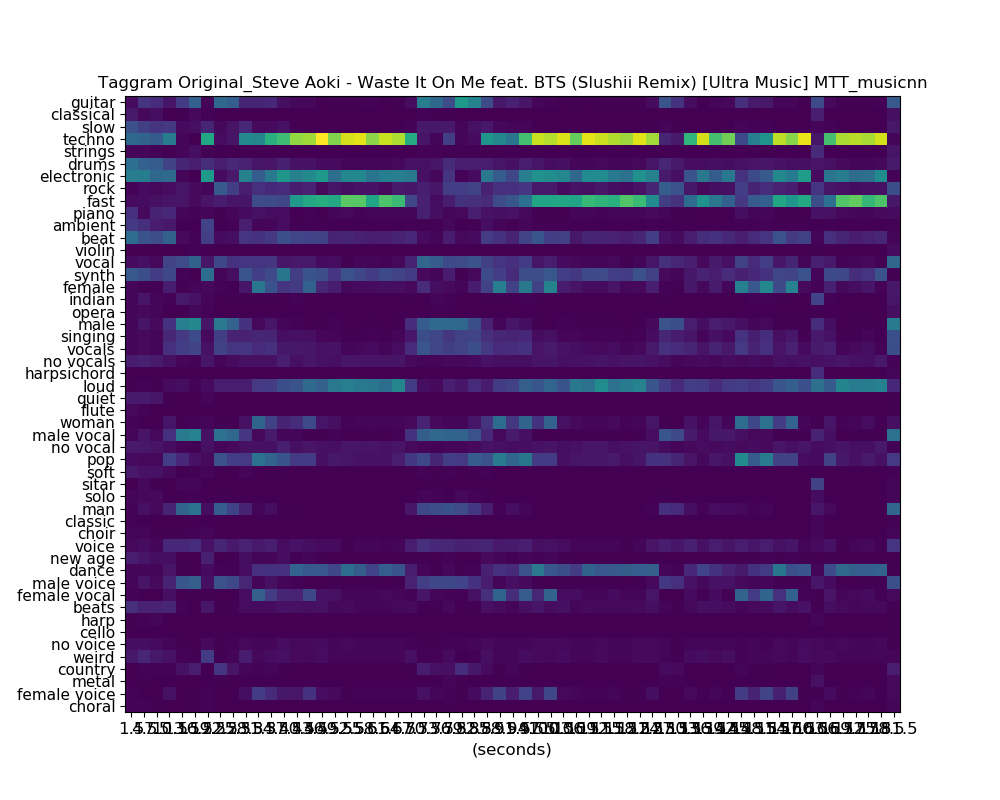 Taggram Original_Steve Aoki - Waste It On Me feat. BTS (Slushii Remix) [Ultra Music] MTT_musicnn
guitar
classical
slow
techno
strings
drums
electronic
rock
fast
piano
ambient
beat
violin
vocal
synth
female
indian
opera
male
singing
vocals
no vocals
harpsichord
loud
quiet
flute
woman
male vocal
no vocal
pop
soft
sitar
solo
man
classic
choir
voice
new age
dance
male voice
female vocal
beats
harp
cello
no voice
weird
country
metal
female voice
choral
(seconds)